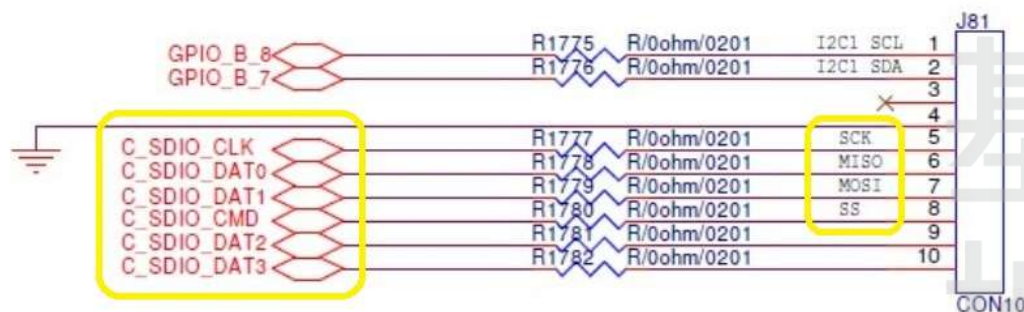 J81
GPIO_B_8 R1775 R/0ohm/0201 I2C1 SCL 1
GPIO_B_7 R1776 R/0ohm/0201 I2C1 SDA 2
3
4
C_SDIO_CLK R1777 R/0ohm/0201 SCK 5
C_SDIO_DAT0 R1778 R/0ohm/0201 MISO 6
C_SDIO_DAT1 R1779 R/0ohm/0201 MOSI 7
C_SDIO_CMD R1780 R/0ohm/0201 SS 8
C_SDIO_DAT2 R1781 R/0ohm/0201 9
C_SDIO_DAT3 R1782 R/0ohm/0201 10
CON10